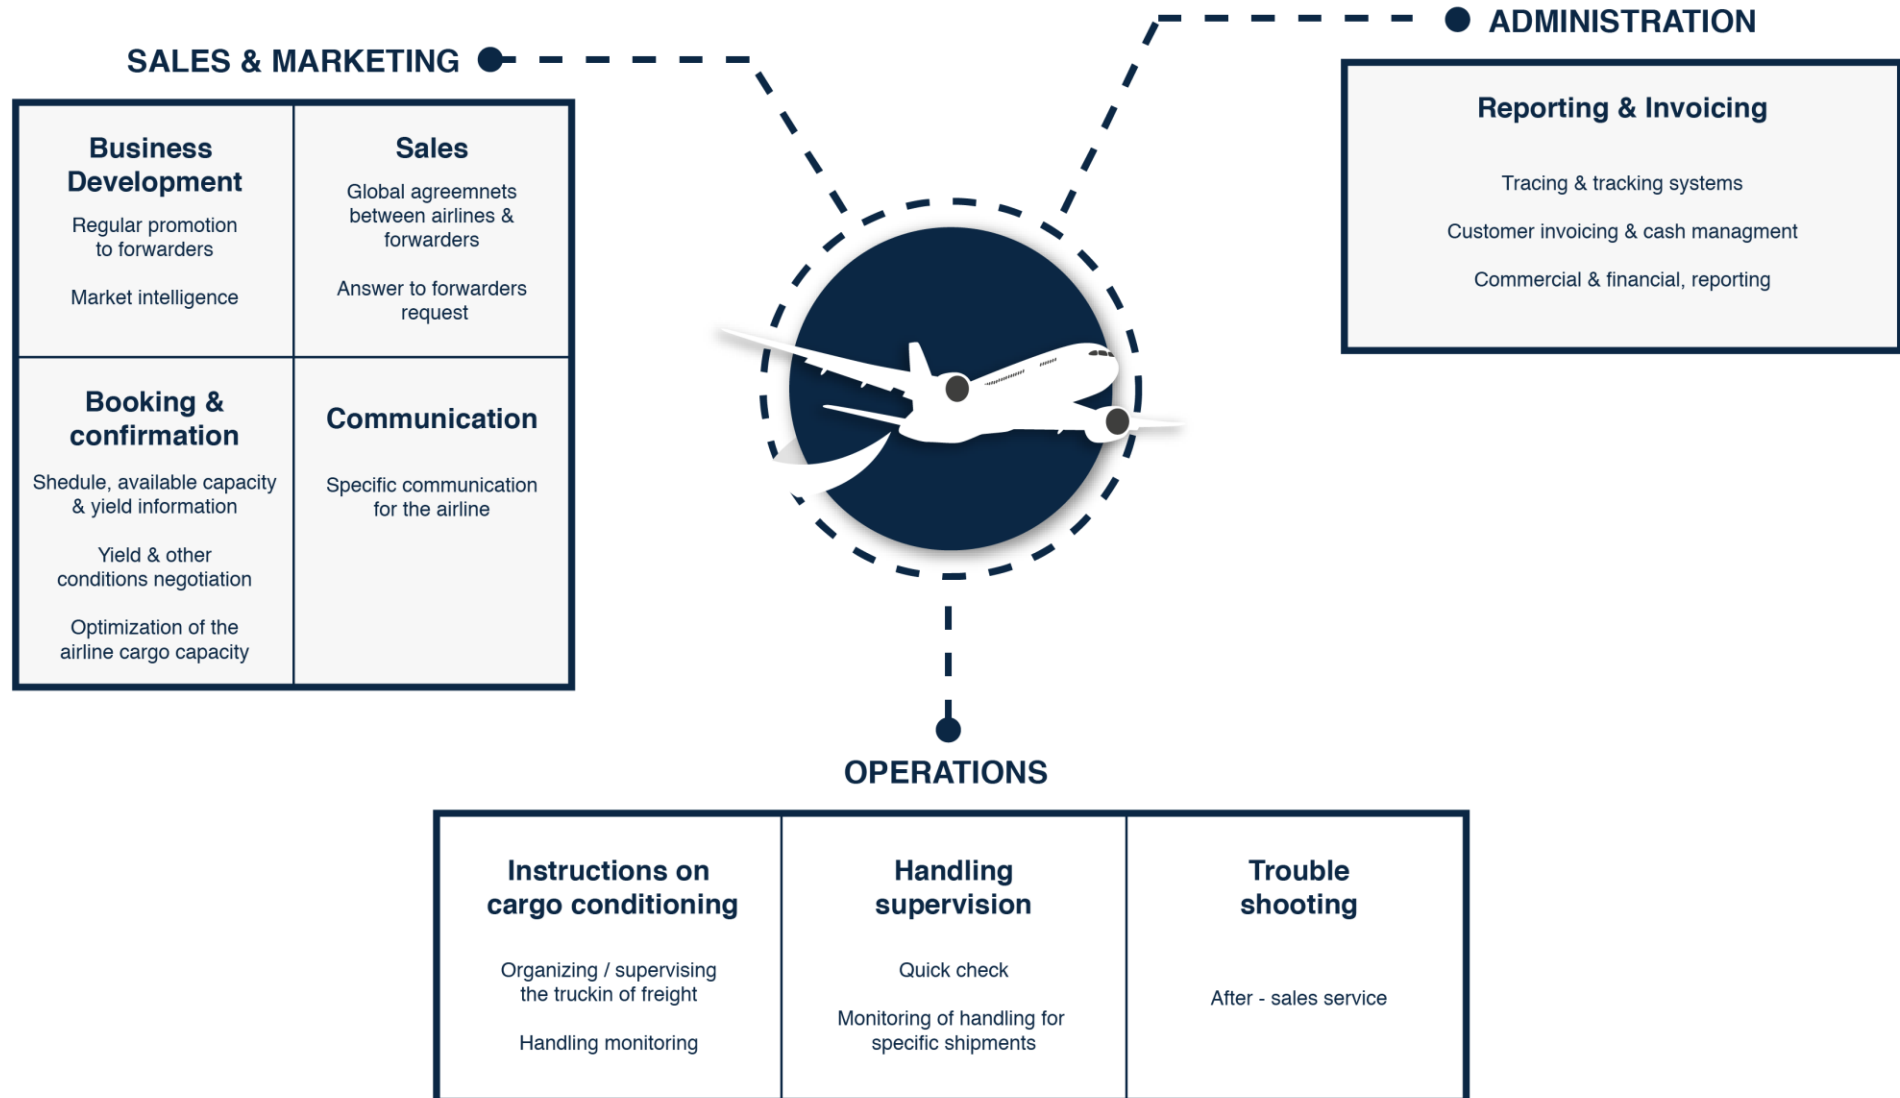 SALES & MARKETING
Business
Development
Regular promotion
to forwarders
Market intelligence
Sales
Global agreemnets
between airlines &
forwarders
Answer to forwarders
request
Booking &
confirmation
Shedule, available capacity
& yield information
Yield & other
conditions negotiation
Optimization of the
airline cargo capacity
Communication
Specific communication
for the airline
ADMINISTRATION
Reporting & Invoicing
Tracing & tracking systems
Customer invoicing & cash managment
Commercial & financial, reporting
OPERATIONS
Instructions on
cargo conditioning
Organizing / supervising
the truckin of freight
Handling monitoring
Handling
supervision
Quick check
Monitoring of handling for
specific shipments
Trouble
shooting
After - sales service